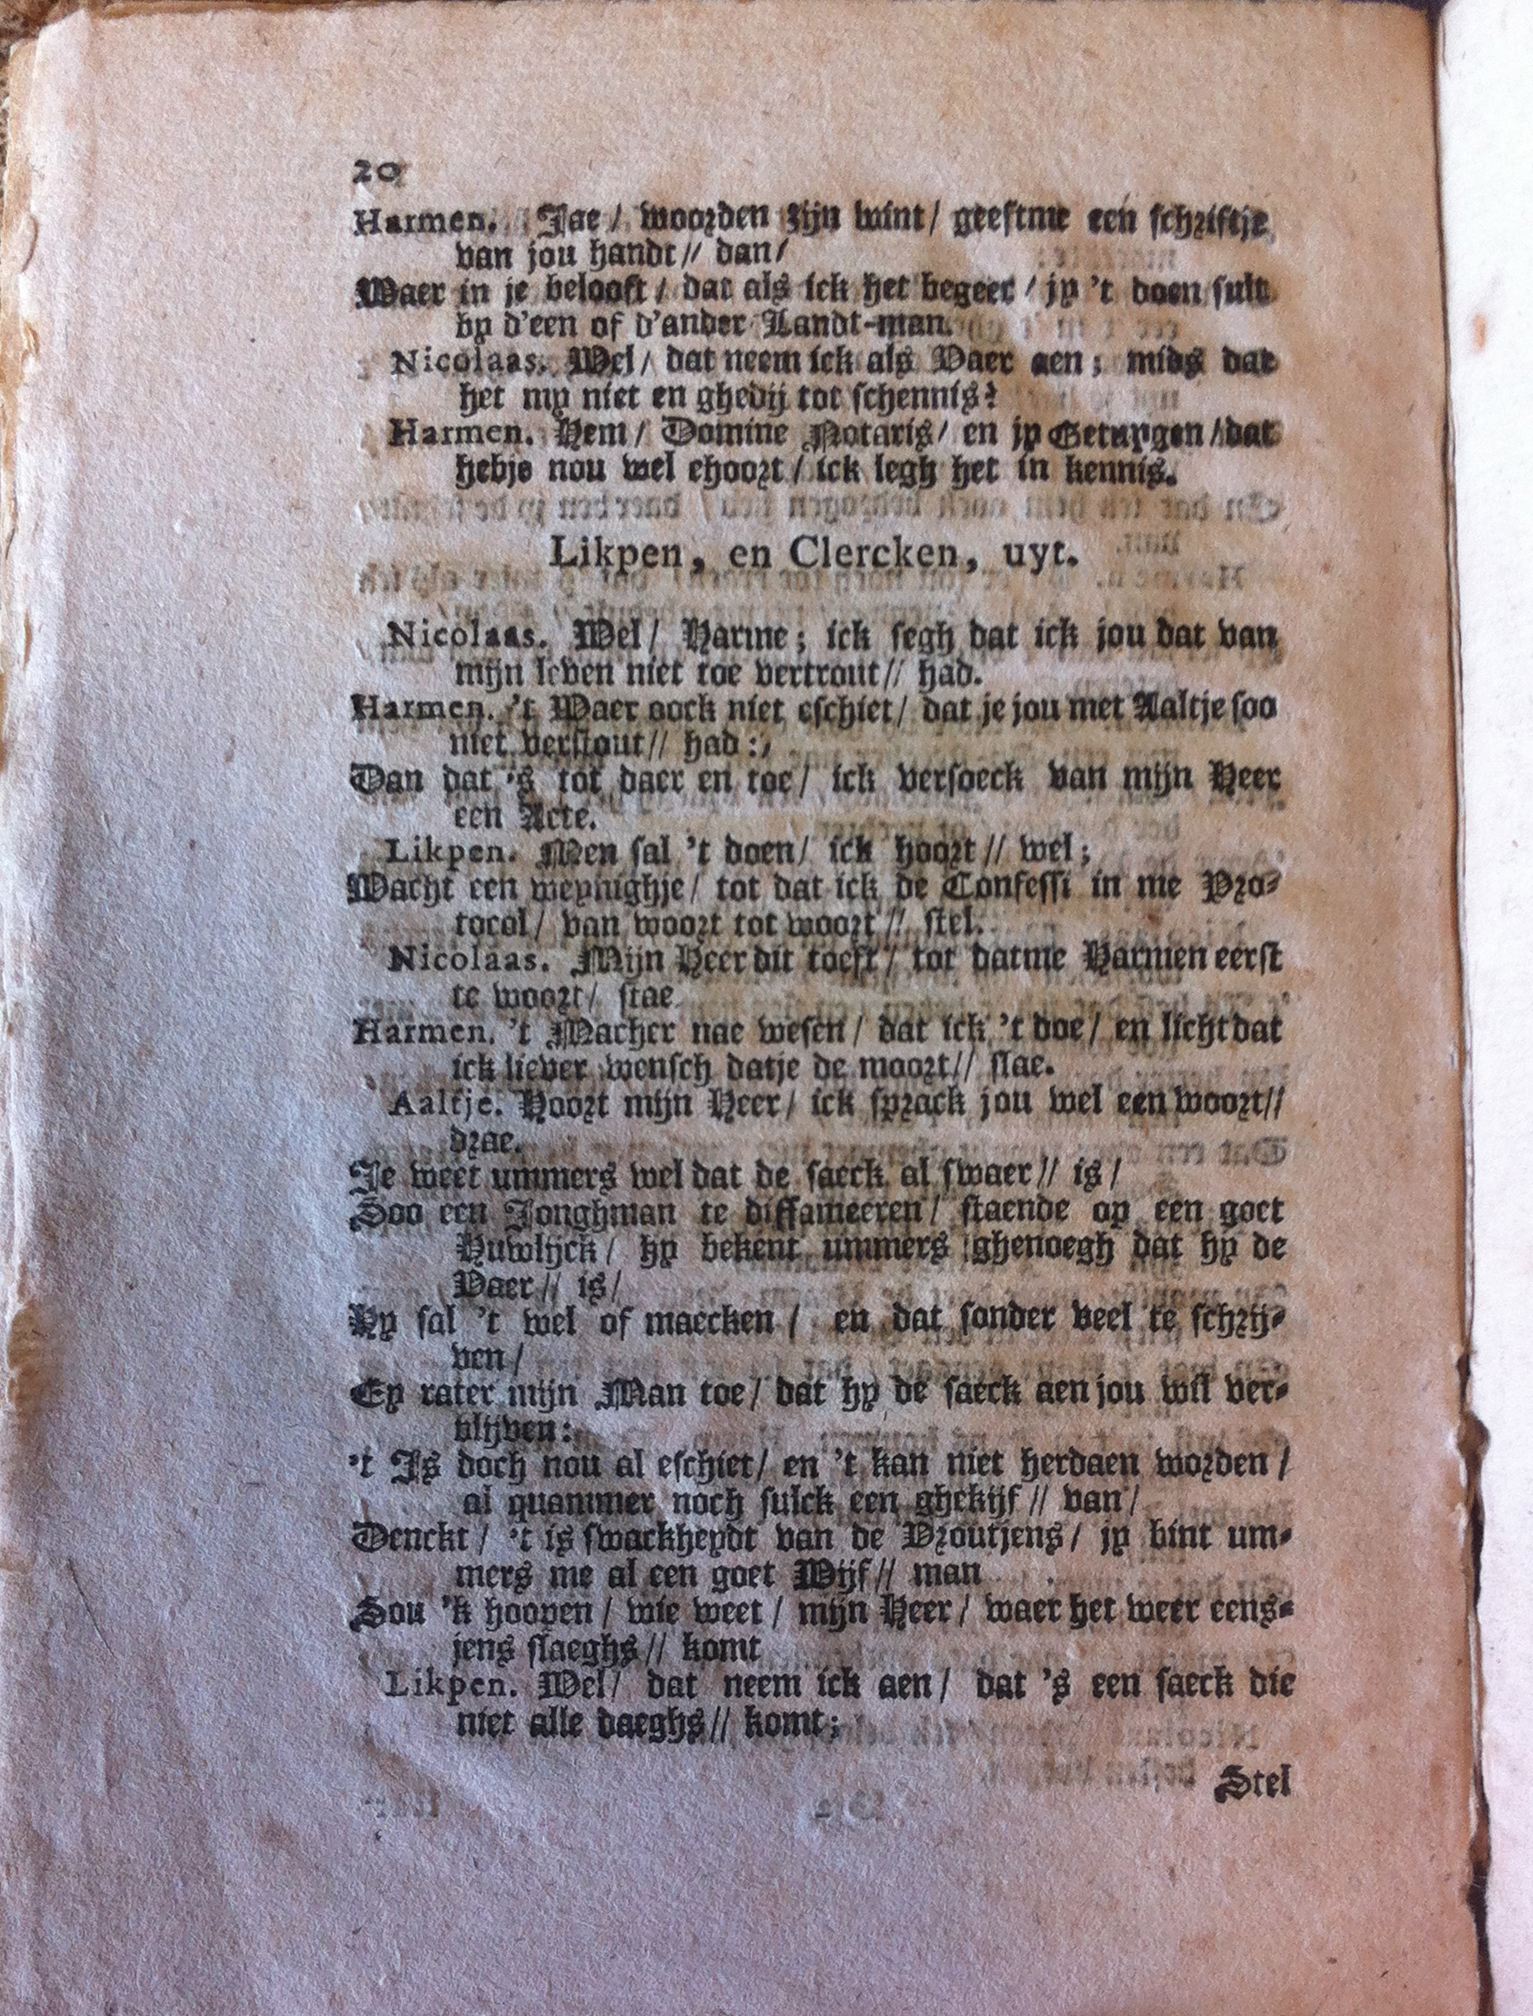 20
Harmen. Jae / woorden zijn wint / geeftme een schriftje
van jou handt // dan /
Waer in je belooft / dat als ick het begeer / jy 't doen sult
by d'een of d'ander Landt-man.
Nicolaas. Wel / dat neem ick als Vaer aen ; mids dat
het my niet en ghedij tot schennis?
Harmen. Hem / Domine Notaris / en jy Getuygen / dat
hebje nou wel ehoort / ick legh het in kennis.
Likpen, en Clercken, uyt.
Nicolaas. Wel / Harme ; ick segh dat ick jou dat van
mijn leven niet toe vertrout // had.
Harmen. 't Waer oock niet eschiet / dat je jou met Aaltje soo
niet verstout // had :
Dan dat 's tot daer en toe / ick versoeck van mijn Heer
een Acte.
Likpen. Men sal 't doen / ick hoort // wel ;
Wacht een weynighje / tot dat ick de Confessi in me Pro-
tocol / van woort tot woort // stel.
Nicolaas. Mijn Heer dit toeft / tot datme Harmen eerst
te woort / stae
Harmen. 't Macher nae wesen / dat ick 't doe / en licht dat
ick liever wensch datje de moort // slae.
Aaltje. Hoort mijn Heer / ick sprack jou wel een woort //
drae.
Je weet ummers wel dat de saeck al swaer // is /
Soo een Jonghman te diffameeren / staende op een goet
Huwlijck / hy bekent ummers ghenoegh dat hy de
Vaer // is /
Hy sal 't wel of maecken / en dat sonder veel te schrij-
ven /
Ey rater mijn Man toe / dat hy de saeck aen jou wil ver-
blijven :
't Is doch nou al eschiet / en 't kan niet herdaen worden /
al quammer noch sulck een ghekijf // van /
Denckt / 't is swackheydt van de Vroutjens / jy bint um-
mers me al een goet Wijf // man
Sou 'k hoopen / wie weet / mijn Heer / waer het weer eens-
jens slaeghs // komt
Likpen. Wel / dat neem ick aen / dat 's een saeck die
niet alle daeghs // komt ;
Stel